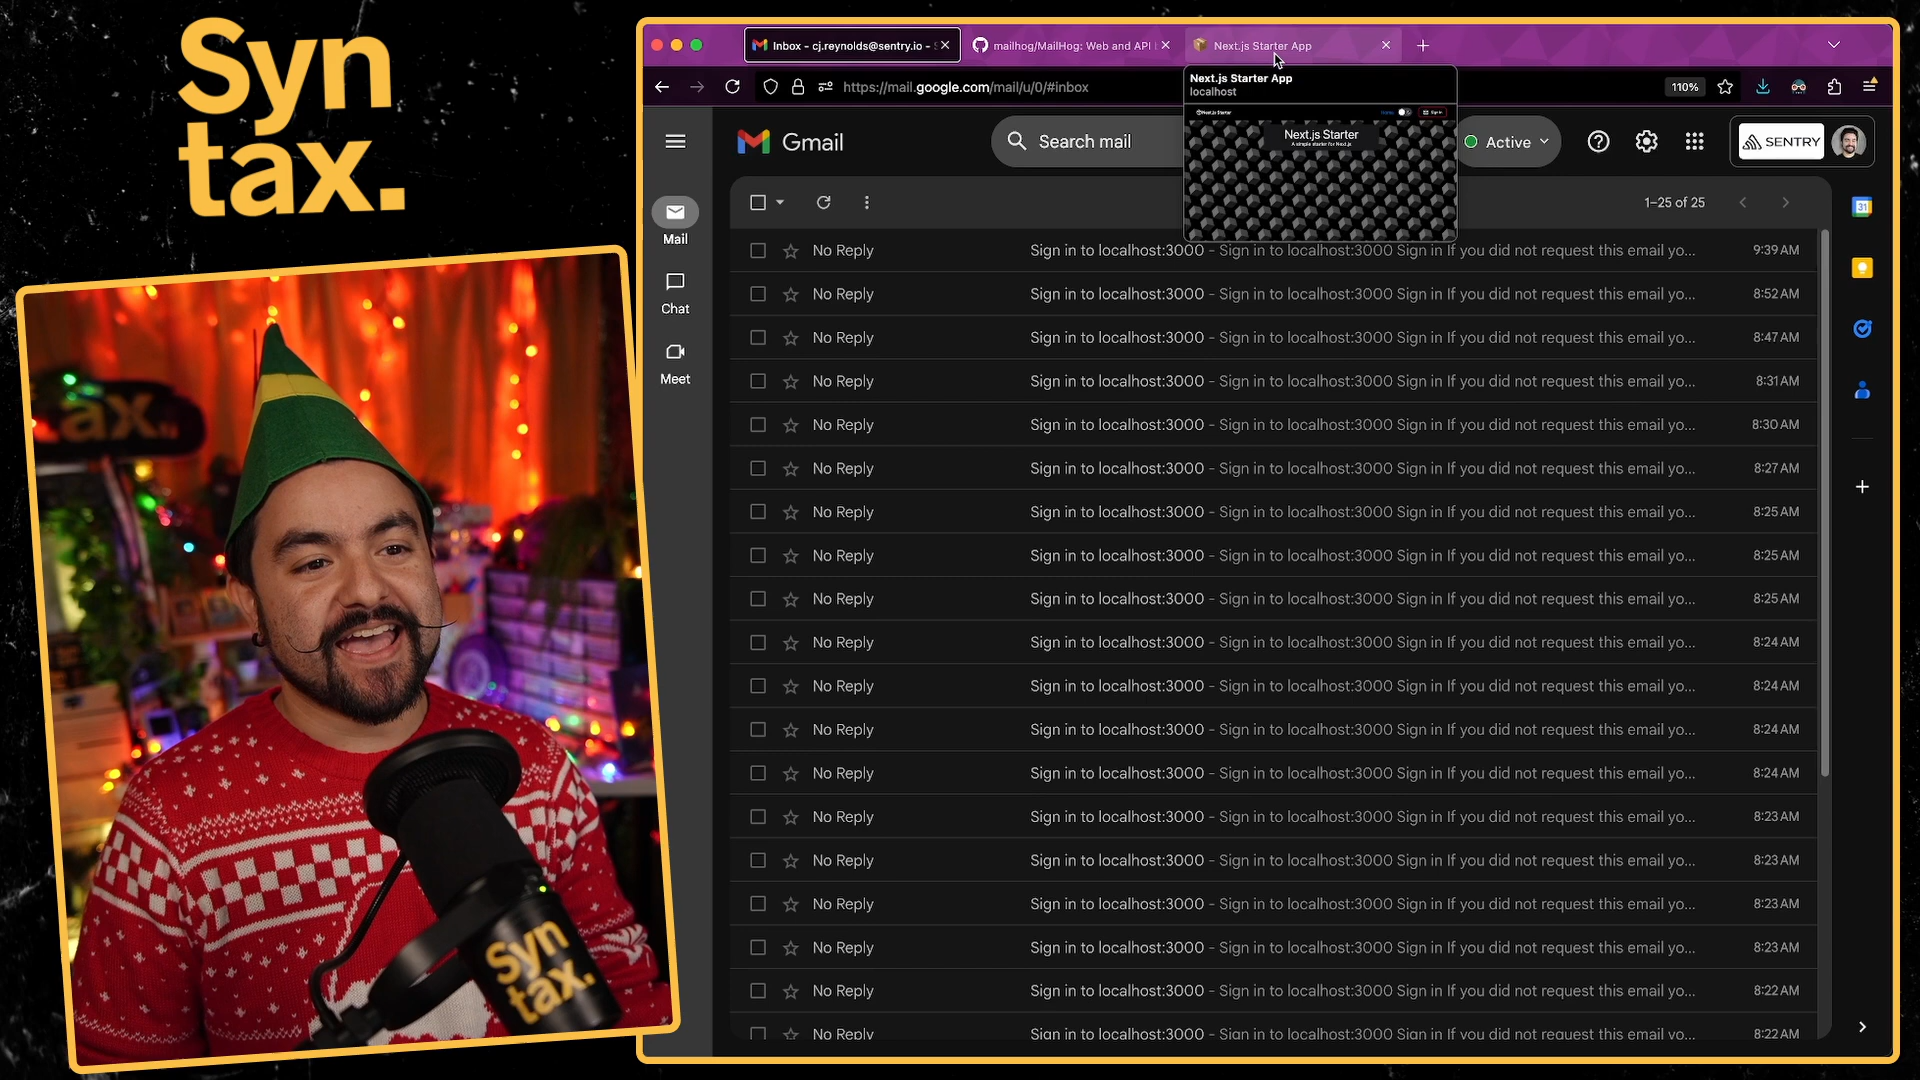 Syn
tax.
Inbox - cj.reynolds@sentry.io -
mailhog/MailHog: Web and API
Next.js Starter App
https://mail.google.com/mail/u/0/#inbox
110%
Next.js Starter App
localhost
Next.js Starter
Next.js Starter
A simple starter for Next.js
Gmail
Search mail
Active
SENTRY
31
Mail
Chat
Meet
1–25 of 25
No Reply Sign in to localhost:3000 - Sign in to localhost:3000 Sign in If you did not request this email yo... 9:39 AM
No Reply Sign in to localhost:3000 - Sign in to localhost:3000 Sign in If you did not request this email yo... 8:52 AM
No Reply Sign in to localhost:3000 - Sign in to localhost:3000 Sign in If you did not request this email yo... 8:47 AM
No Reply Sign in to localhost:3000 - Sign in to localhost:3000 Sign in If you did not request this email yo... 8:31 AM
No Reply Sign in to localhost:3000 - Sign in to localhost:3000 Sign in If you did not request this email yo... 8:30 AM
No Reply Sign in to localhost:3000 - Sign in to localhost:3000 Sign in If you did not request this email yo... 8:27 AM
No Reply Sign in to localhost:3000 - Sign in to localhost:3000 Sign in If you did not request this email yo... 8:25 AM
No Reply Sign in to localhost:3000 - Sign in to localhost:3000 Sign in If you did not request this email yo... 8:25 AM
No Reply Sign in to localhost:3000 - Sign in to localhost:3000 Sign in If you did not request this email yo... 8:25 AM
No Reply Sign in to localhost:3000 - Sign in to localhost:3000 Sign in If you did not request this email yo... 8:24 AM
No Reply Sign in to localhost:3000 - Sign in to localhost:3000 Sign in If you did not request this email yo... 8:24 AM
No Reply Sign in to localhost:3000 - Sign in to localhost:3000 Sign in If you did not request this email yo... 8:24 AM
No Reply Sign in to localhost:3000 - Sign in to localhost:3000 Sign in If you did not request this email yo... 8:24 AM
No Reply Sign in to localhost:3000 - Sign in to localhost:3000 Sign in If you did not request this email yo... 8:23 AM
No Reply Sign in to localhost:3000 - Sign in to localhost:3000 Sign in If you did not request this email yo... 8:23 AM
No Reply Sign in to localhost:3000 - Sign in to localhost:3000 Sign in If you did not request this email yo... 8:23 AM
No Reply Sign in to localhost:3000 - Sign in to localhost:3000 Sign in If you did not request this email yo... 8:23 AM
No Reply Sign in to localhost:3000 - Sign in to localhost:3000 Sign in If you did not request this email yo... 8:22 AM
No Reply Sign in to localhost:3000 - Sign in to localhost:3000 Sign in If you did not request this email yo... 8:22 AM
tax.
Syn
tax.